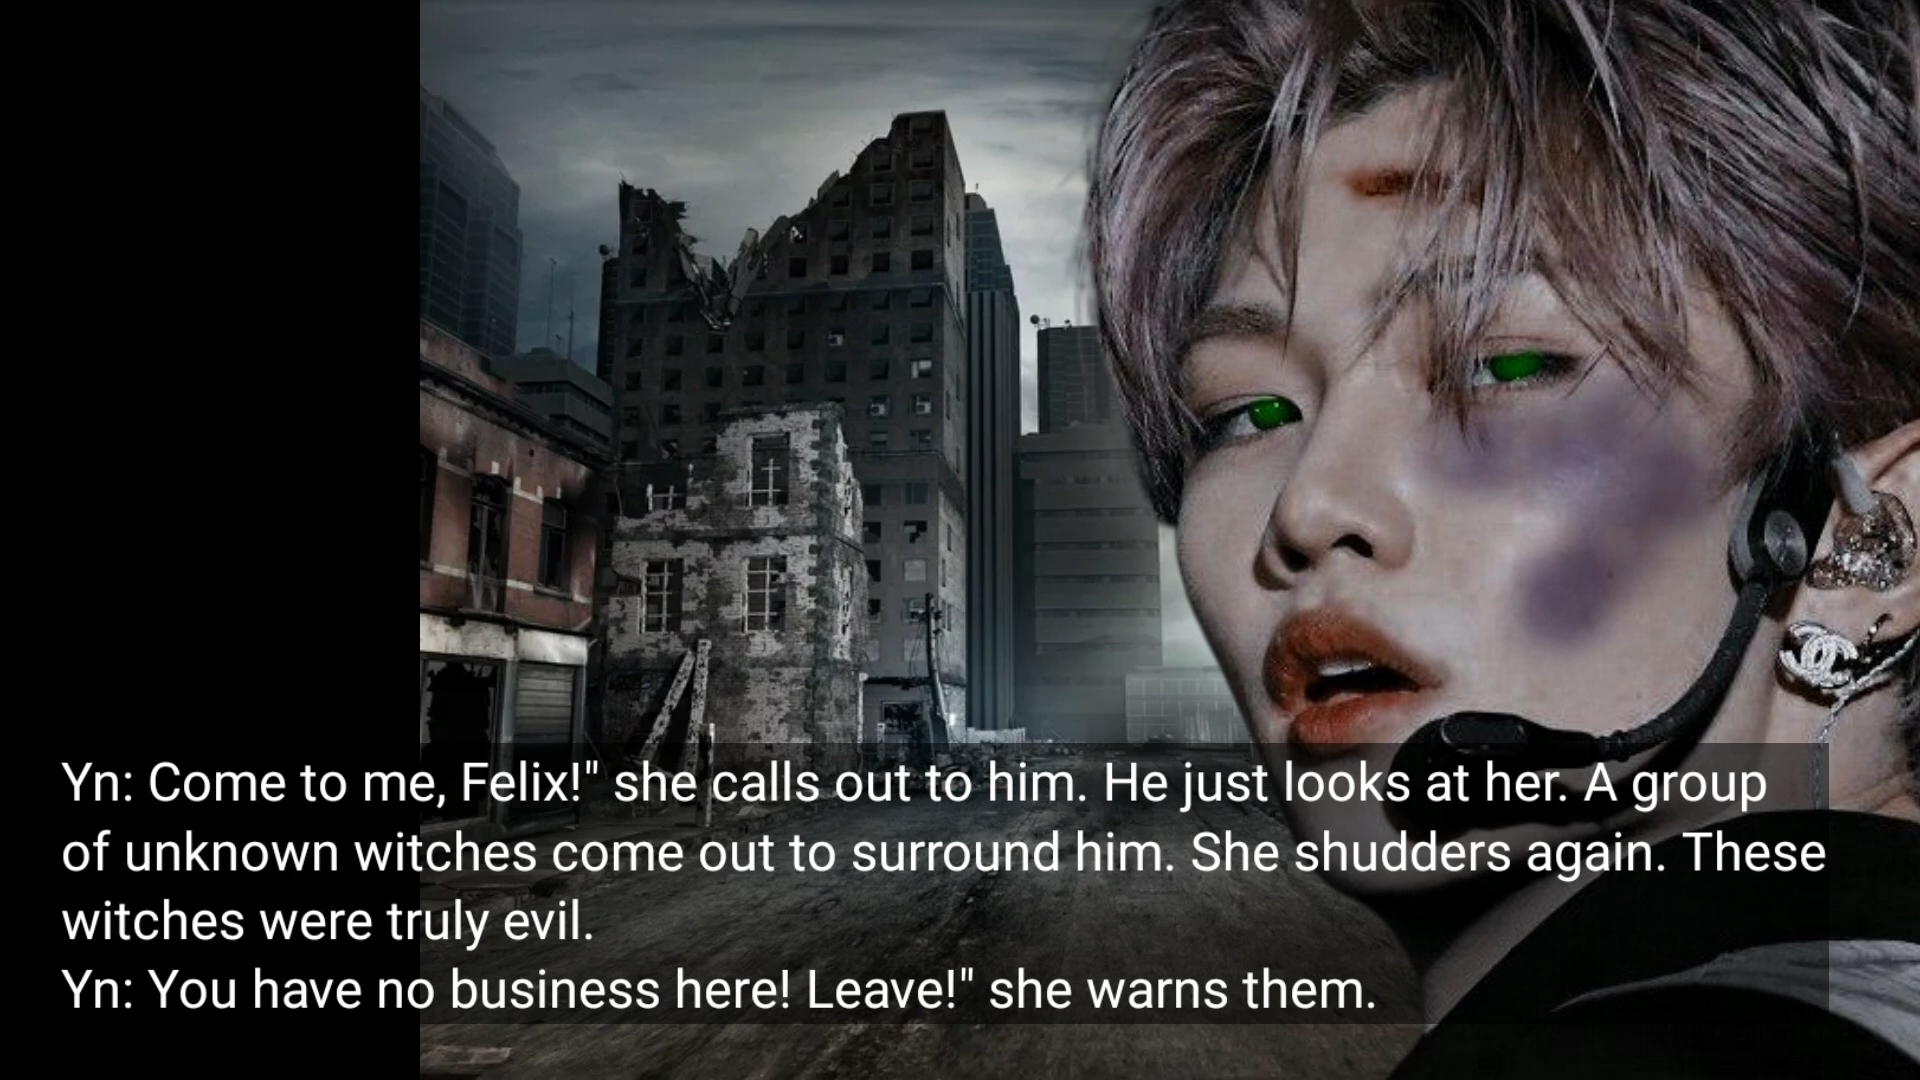 Yn: Come to me, Felix!" she calls out to him. He just looks at her. A group
of unknown witches come out to surround him. She shudders again. These
witches were truly evil.
Yn: You have no business here! Leave!" she warns them.